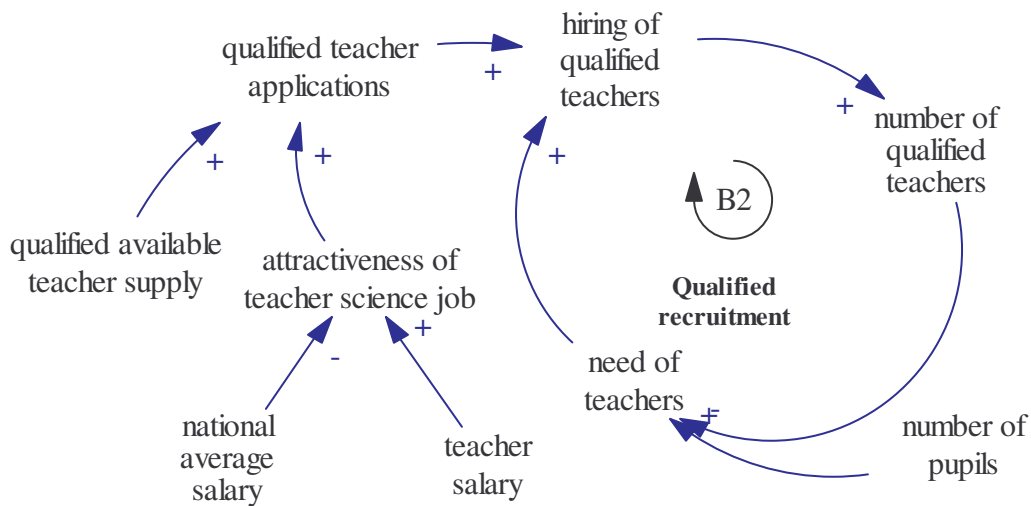 qualified teacher
applications
+
hiring of
qualified
teachers
+
number of
qualified
teachers
+
+
+
B2
qualified available
teacher supply
attractiveness of
teacher science job
Qualified
recruitment
+
-
need of
teachers
+
-
national
average
salary
teacher
salary
number of
pupils